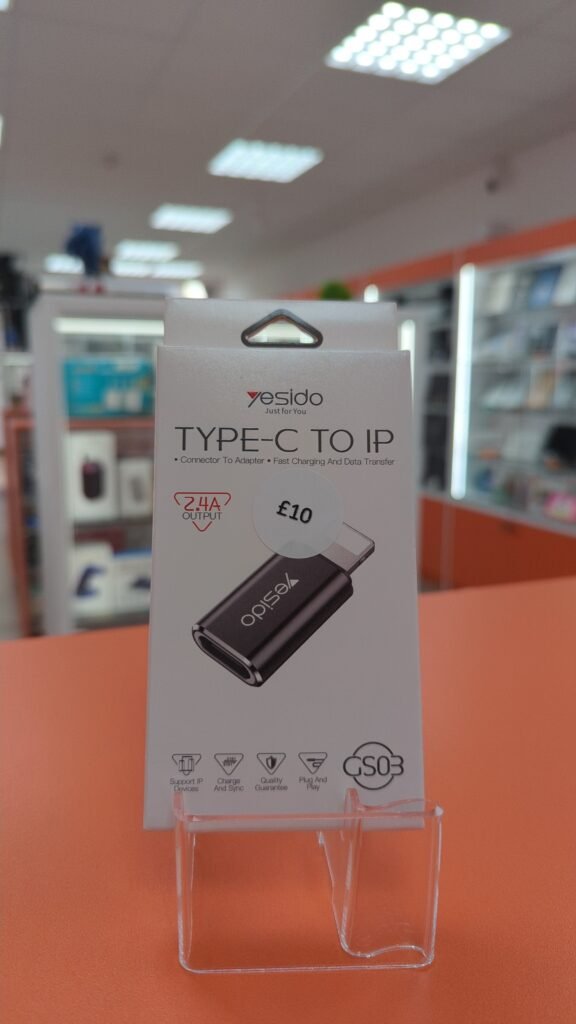 Yesido
Just for You
TYPE-C TO IP
• Connector To Adapter • Fast Charging And Data Transfer
2.4A
OUTPUT
£10
Yesido
Support IP
Devices
Charge
And Sync
Quality
Guarantee
Plug And
Play
GS03